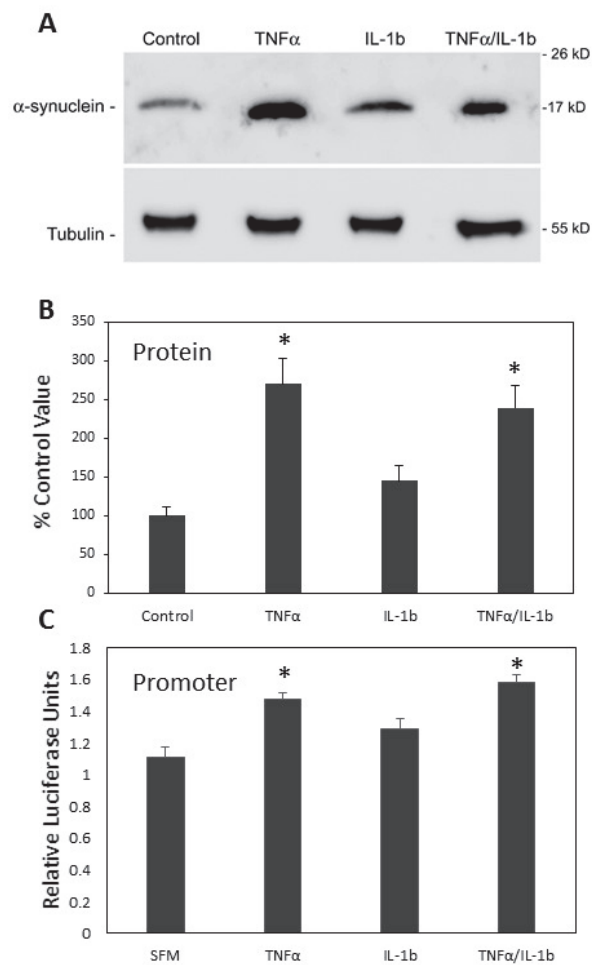 A
Control TNFα IL-1b TNFα/IL-1b
- 26 kD
α-synuclein - - 17 kD
Tubulin - - 55 kD
B
Protein
% Control Value
350
300
250
200
150
100
50
0
* *
Control TNFα IL-1b TNFα/IL-1b
C
Promoter
Relative Luciferase Units
1.8
1.6
1.4
1.2
1
0.8
0.6
0.4
0.2
0
* *
SFM TNFα IL-1b TNFα/IL-1b